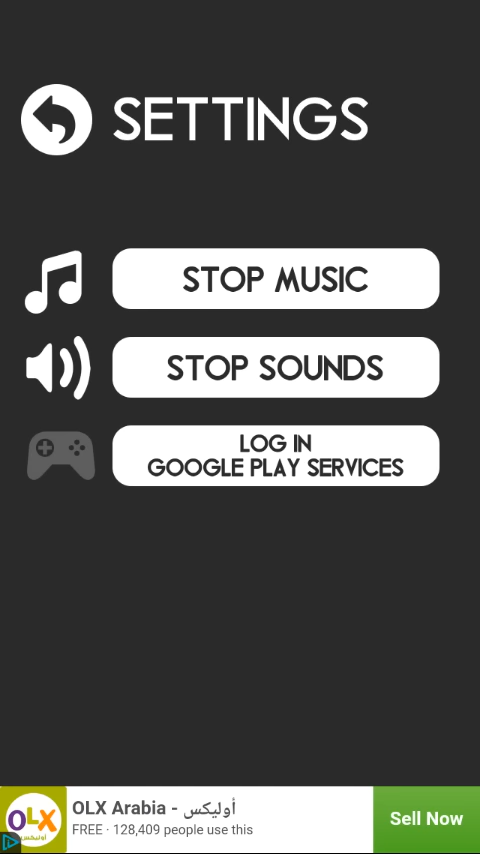 SETTINGS
STOP MUSIC
STOP SOUNDS
LOG IN
GOOGLE PLAY SERVICES
OLX Arabia - أوليكس
FREE · 128,409 people use this
Sell Now
OLX
أوليكس